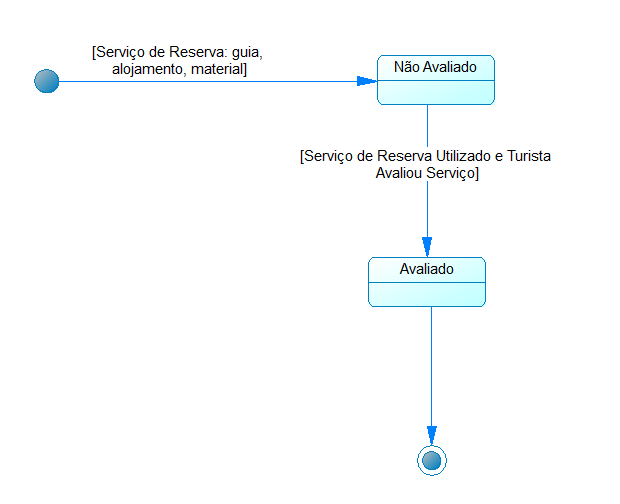 [Serviço de Reserva: guia,
alojamento, material]
Não Avaliado
[Serviço de Reserva Utilizado e Turista
Avaliou Serviço]
Avaliado